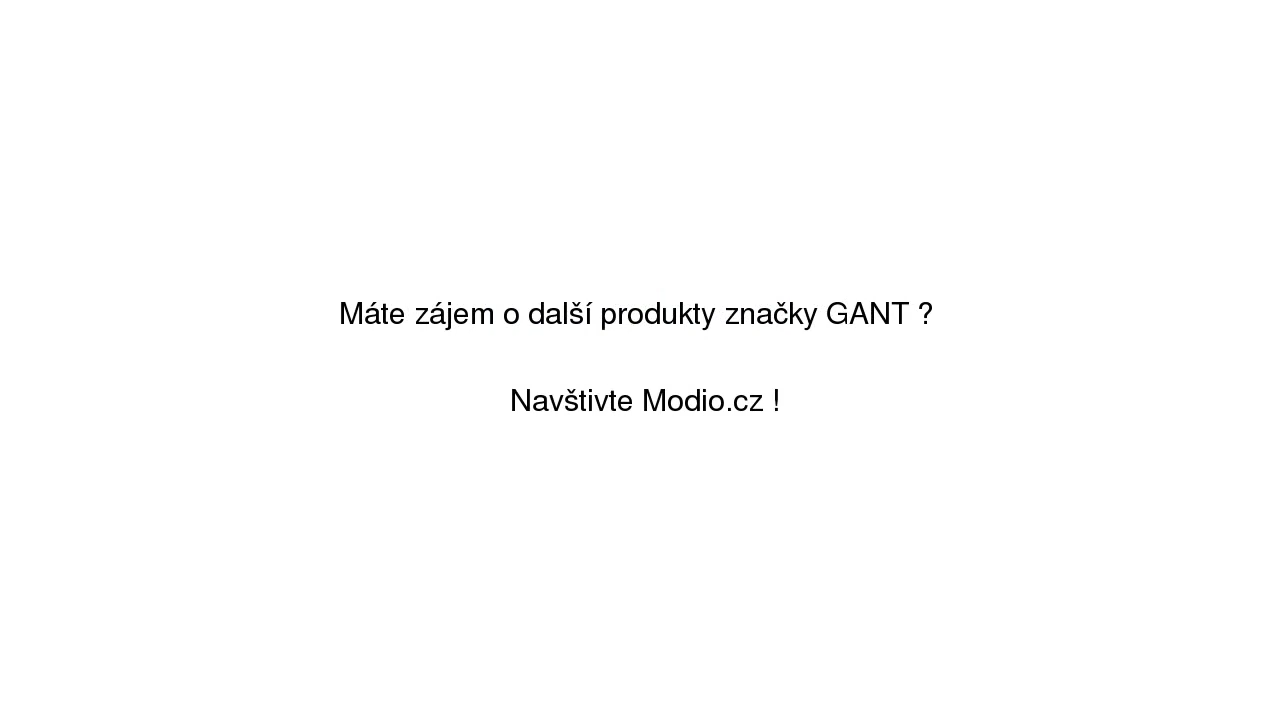 Máte zájem o další produkty značky GANT ?
Navštivte Modio.cz !